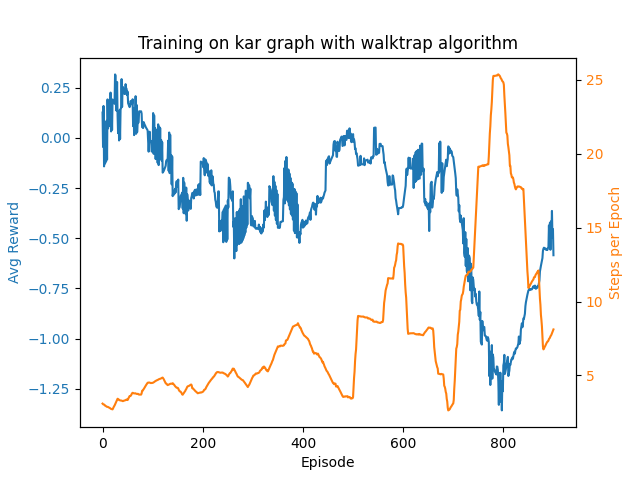 Training on kar graph with walktrap algorithm
0.25
0.00
−0.25
−0.50
−0.75
−1.00
−1.25
Avg Reward
25
20
15
10
5
Steps per Epoch
0 200 400 600 800
Episode